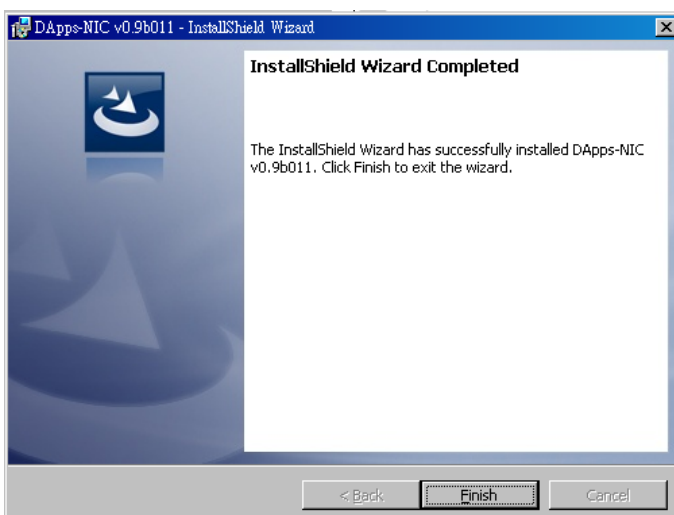 DApps-NIC v0.9b011 - InstallShield Wizard
InstallShield Wizard Completed
The InstallShield Wizard has successfully installed DApps-NIC
v0.9b011. Click Finish to exit the wizard.
< Back Finish Cancel